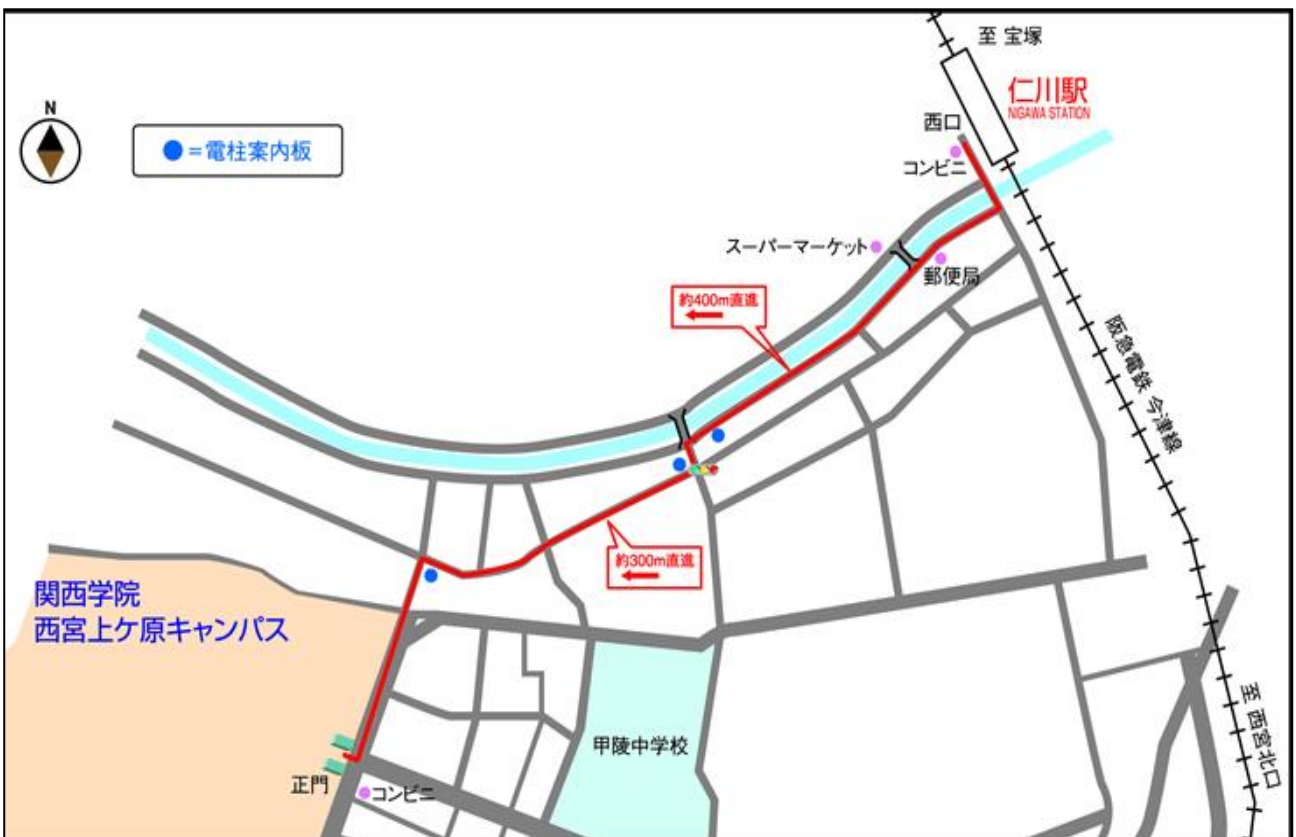 至 宝塚
仁川駅
NIGAWA STATION
N
●=電柱案内板
西口
コンビニ
スーパーマーケット
郵便局
約400m直進
阪急電鉄 今津線
約300m直進
関西学院
西宮上ケ原キャンパス
至 西宮北口
甲陵中学校
正門
コンビニ